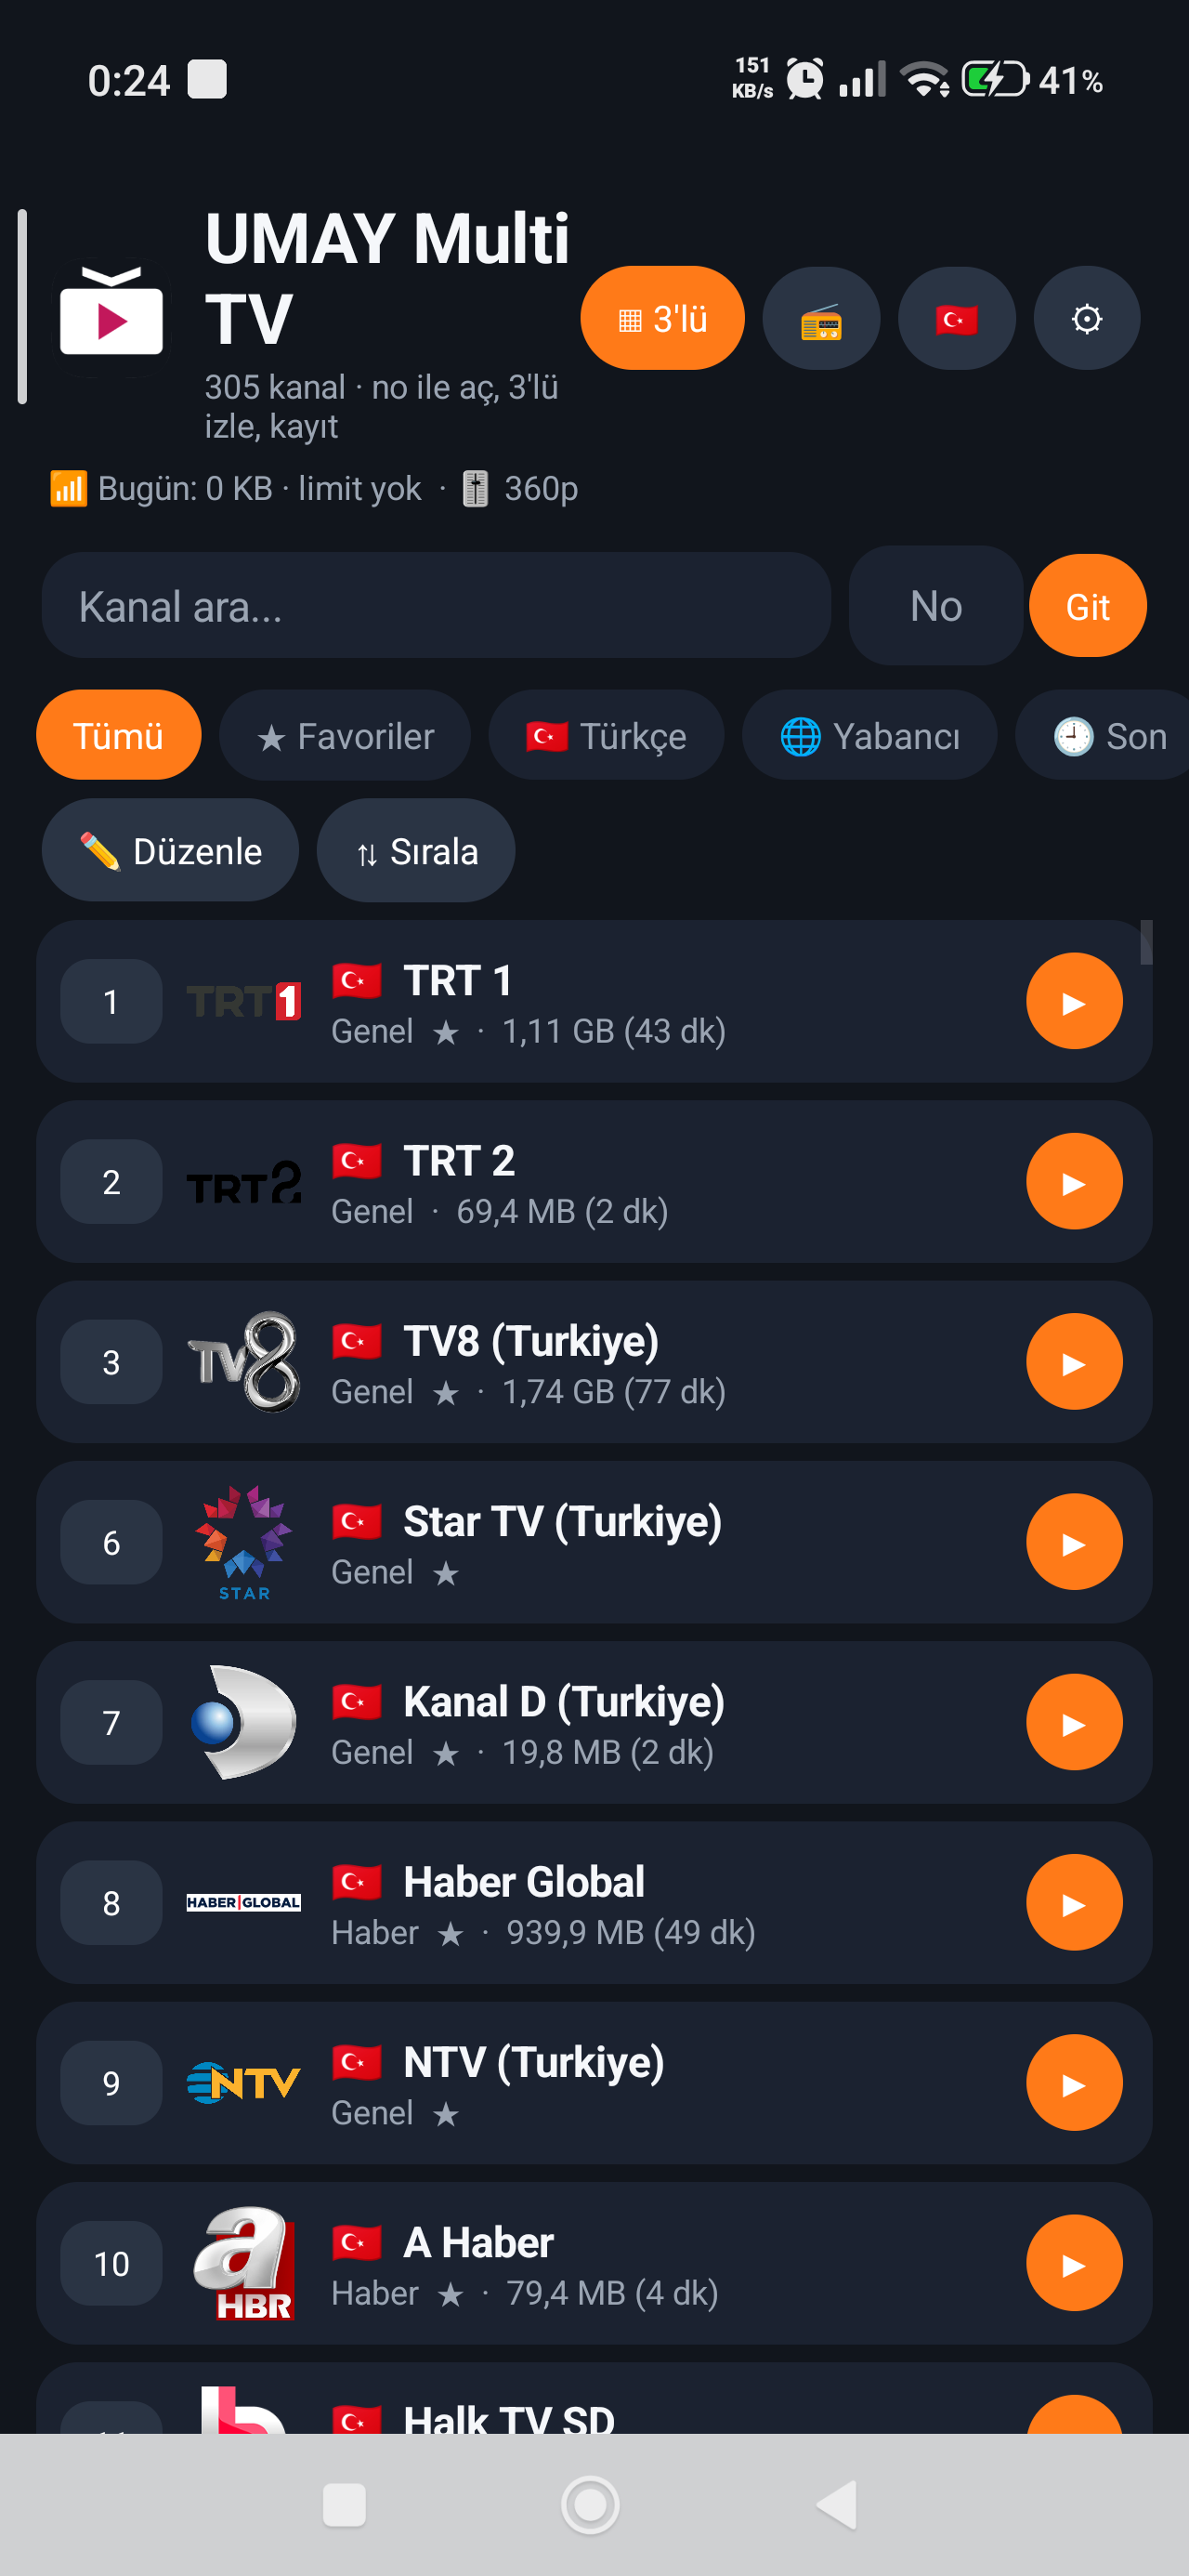 0:24 151 KB/s 41%
UMAY Multi
TV
305 kanal · no ile aç, 3'lü
izle, kayıt
3'lü
Bugün: 0 KB · limit yok · 360p
Kanal ara... No Git
Tümü ★ Favoriler Türkçe Yabancı Son
Düzenle ↑↓ Sırala
1 TRT1 TRT 1
Genel ★ · 1,11 GB (43 dk)
2 TRT2 TRT 2
Genel · 69,4 MB (2 dk)
3 TV8 TV8 (Turkiye)
Genel ★ · 1,74 GB (77 dk)
6 STAR Star TV (Turkiye)
Genel ★
7 Kanal D (Turkiye)
Genel ★ · 19,8 MB (2 dk)
8 HABER GLOBAL Haber Global
Haber ★ · 939,9 MB (49 dk)
9 NTV NTV (Turkiye)
Genel ★
10 a HBR A Haber
Haber ★ · 79,4 MB (4 dk)
Halk TV SD